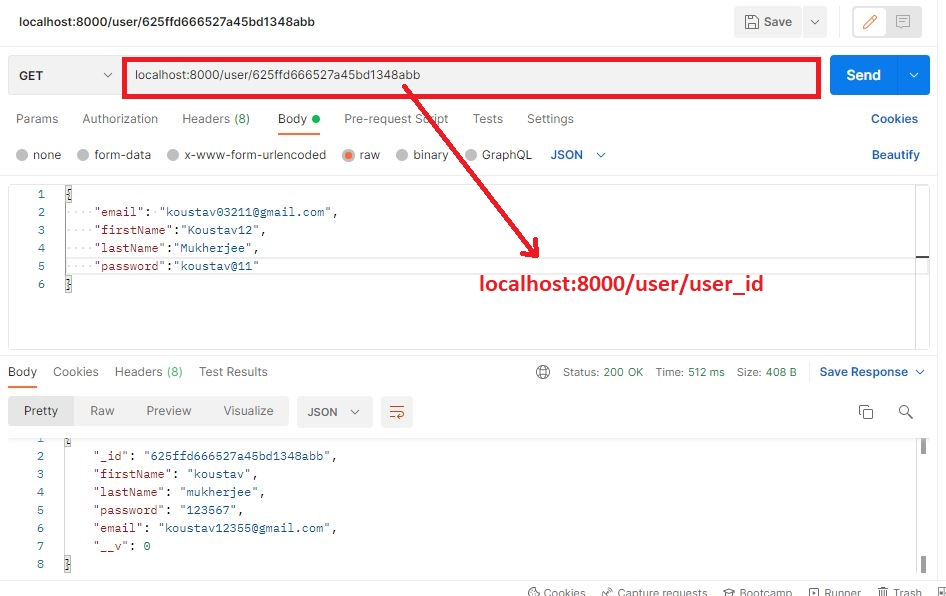 localhost:8000/user/625ffd666527a45bd1348abb
Save
GET
localhost:8000/user/625ffd666527a45bd1348abb
Send
Params Authorization Headers (8) Body Pre-request Script Tests Settings Cookies
none form-data x-www-form-urlencoded raw binary GraphQL JSON Beautify
1 {
2 ····"email":·"koustav03211@gmail.com",
3 ····"firstName":"Koustav12",
4 ····"lastName":"Mukherjee",
5 ····"password":"koustav@11"
6 }
localhost:8000/user/user_id
Body Cookies Headers (8) Test Results Status: 200 OK Time: 512 ms Size: 408 B Save Response
Pretty Raw Preview Visualize JSON
1 {
2 "_id": "625ffd666527a45bd1348abb",
3 "firstName": "koustav",
4 "lastName": "mukherjee",
5 "password": "123567",
6 "email": "koustav12355@gmail.com",
7 "__v": 0
8 }
Cookies Capture requests Bootcamp Runner Trash